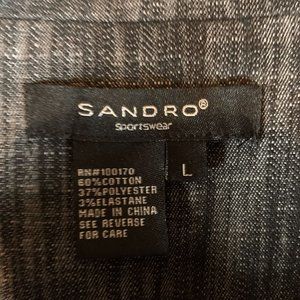 SANDRO®
Sportswear
L
RN#100170
60%COTTON
37%POLYESTER
3%ELASTANE
MADE IN CHINA
SEE REVERSE
FOR CARE